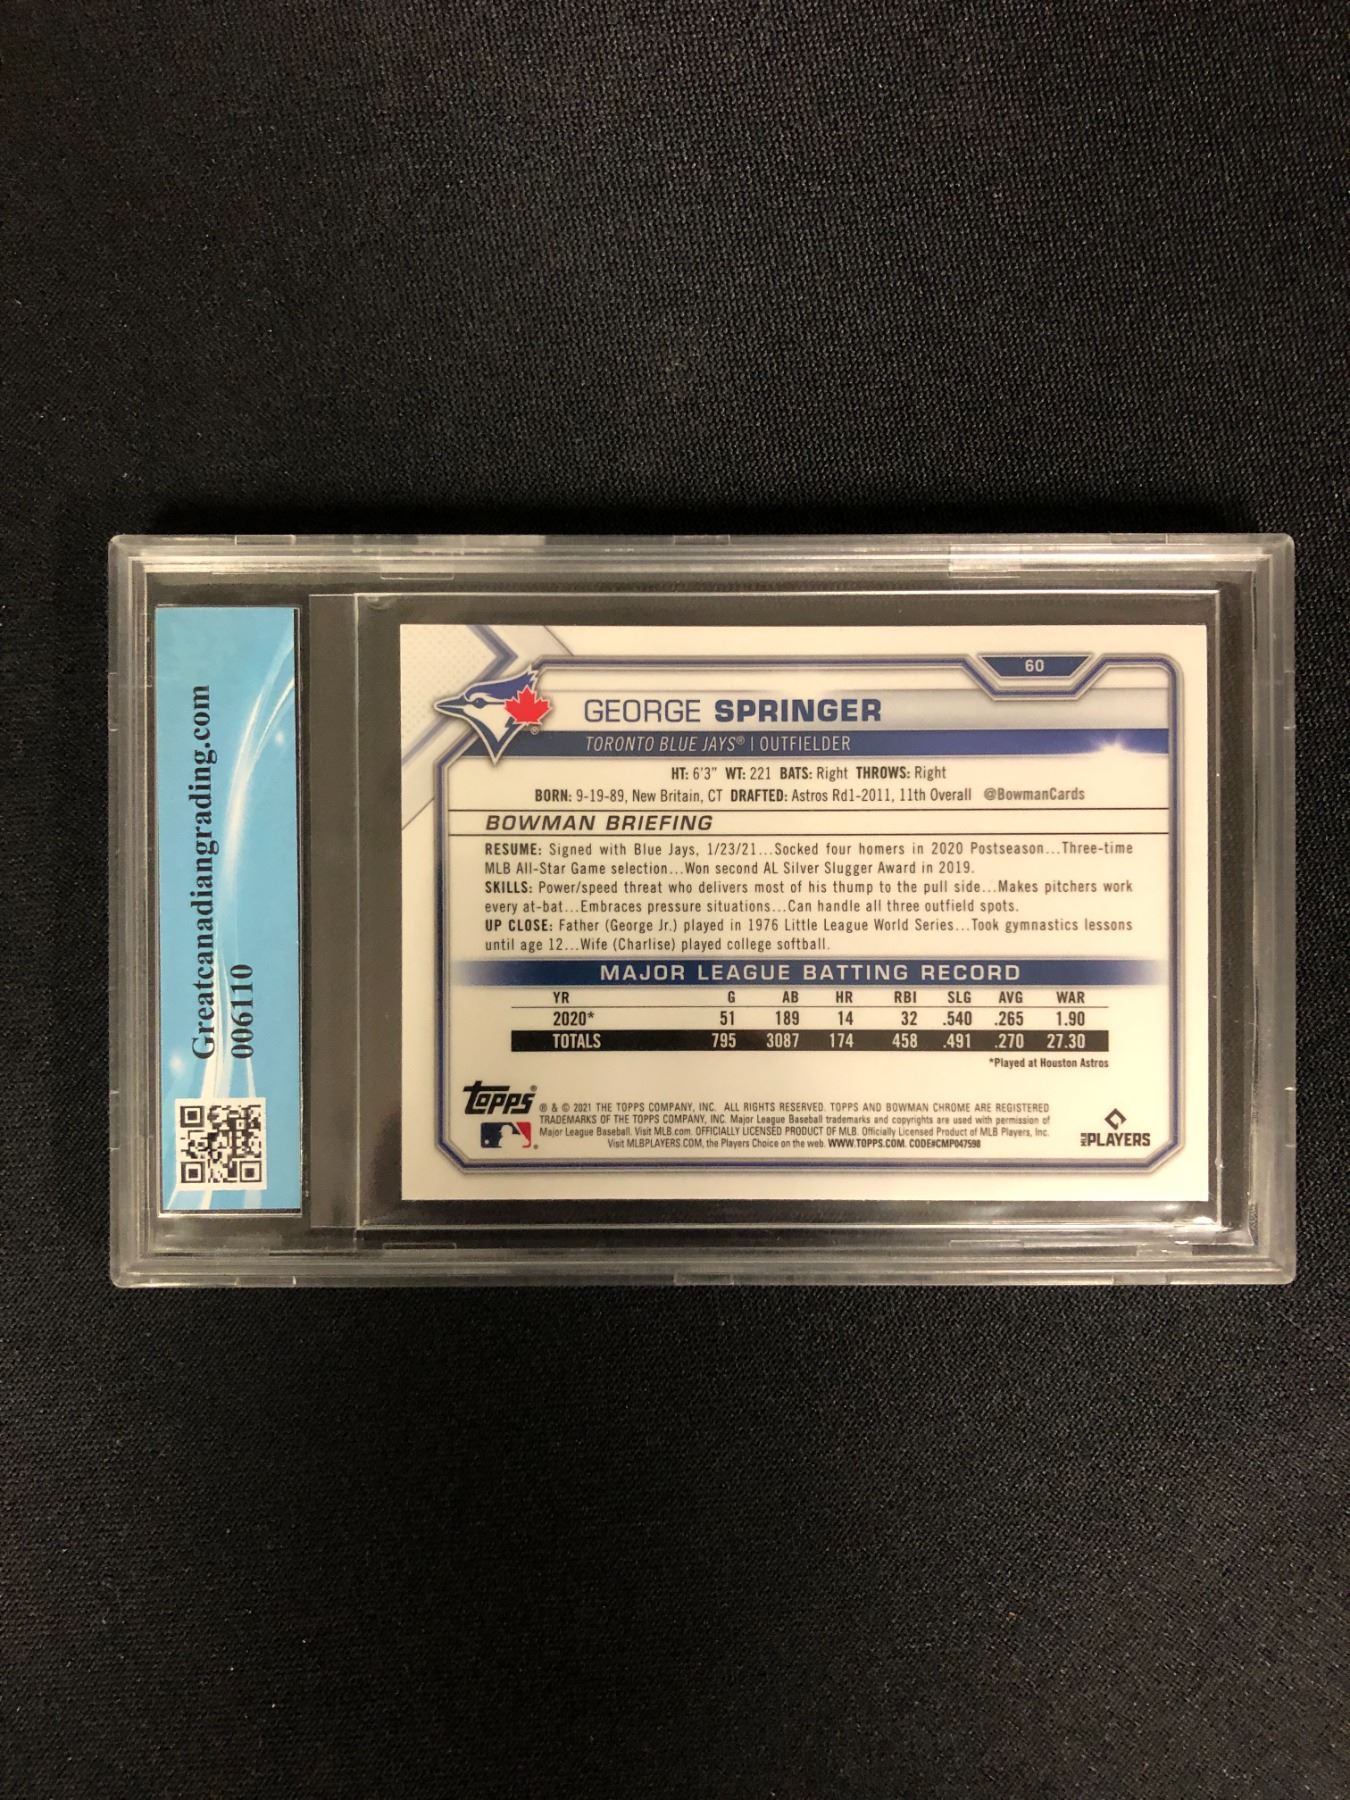 Greatcanadiangrading.com
006110
60
GEORGE SPRINGER
TORONTO BLUE JAYS® | OUTFIELDER
HT: 6'3" WT: 221 BATS: Right THROWS: Right
BORN: 9-19-89, New Britain, CT DRAFTED: Astros Rd1-2011, 11th Overall @BowmanCards
BOWMAN BRIEFING
RESUME: Signed with Blue Jays, 1/23/21...Socked four homers in 2020 Postseason...Three-time
MLB All-Star Game selection...Won second AL Silver Slugger Award in 2019.
SKILLS: Power/speed threat who delivers most of his thump to the pull side...Makes pitchers work
every at-bat...Embraces pressure situations...Can handle all three outfield spots.
UP CLOSE: Father (George Jr.) played in 1976 Little League World Series...Took gymnastics lessons
until age 12...Wife (Charlise) played college softball.
MAJOR LEAGUE BATTING RECORD
YR G AB HR RBI SLG AVG WAR
2020* 51 189 14 32 .540 .265 1.90
TOTALS 795 3087 174 458 .491 .270 27.30
*Played at Houston Astros
Topps®
® & © 2021 THE TOPPS COMPANY, INC. ALL RIGHTS RESERVED. TOPPS AND BOWMAN CHROME ARE REGISTERED
TRADEMARKS OF THE TOPPS COMPANY, INC. Major League Baseball trademarks and copyrights are used with permission of
Major League Baseball. Visit MLB.com. OFFICIALLY LICENSED PRODUCT OF MLB. Officially Licensed Product of MLB Players, Inc.
Visit MLBPLAYERS.COM, the Players Choice on the web. WWW.TOPPS.COM. CODE#CMP047598
MLB PLAYERS